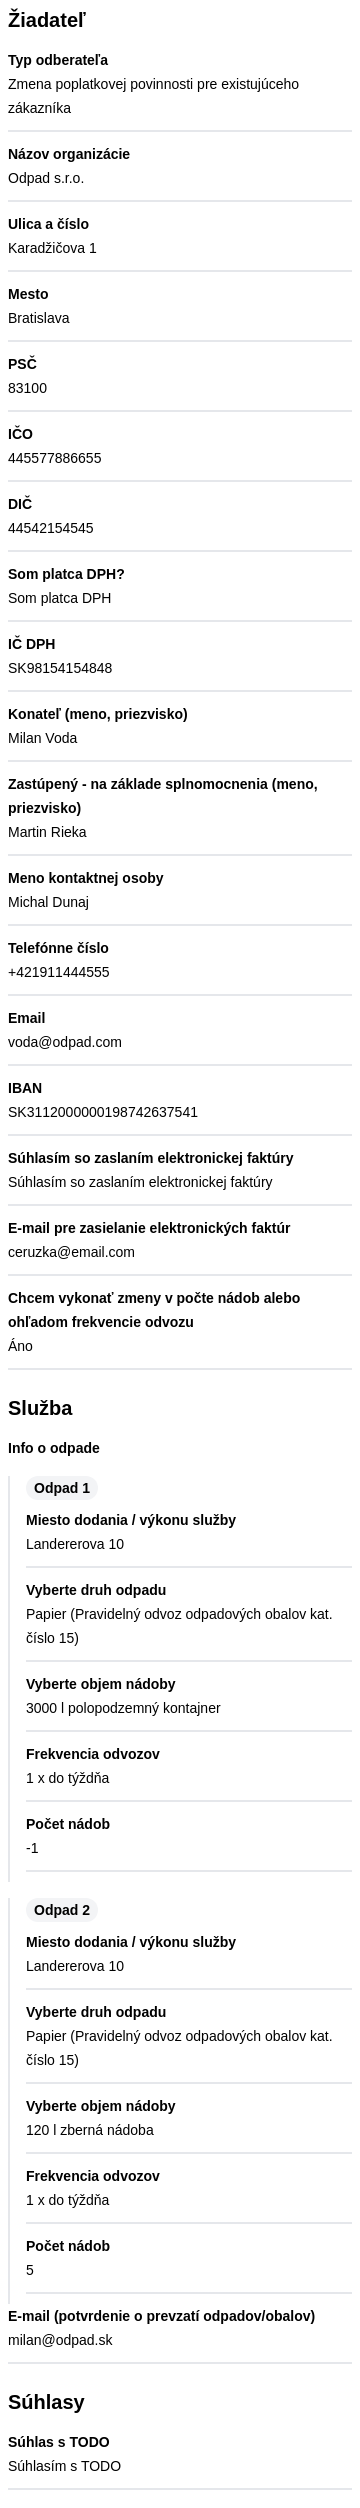 Žiadateľ
Typ odberateľa
Zmena poplatkovej povinnosti pre existujúceho
zákazníka
Názov organizácie
Odpad s.r.o.
Ulica a číslo
Karadžičova 1
Mesto
Bratislava
PSČ
83100
IČO
445577886655
DIČ
44542154545
Som platca DPH?
Som platca DPH
IČ DPH
SK98154154848
Konateľ (meno, priezvisko)
Milan Voda
Zastúpený - na základe splnomocnenia (meno,
priezvisko)
Martin Rieka
Meno kontaktnej osoby
Michal Dunaj
Telefónne číslo
+421911444555
Email
voda@odpad.com
IBAN
SK3112000000198742637541
Súhlasím so zaslaním elektronickej faktúry
Súhlasím so zaslaním elektronickej faktúry
E-mail pre zasielanie elektronických faktúr
ceruzka@email.com
Chcem vykonať zmeny v počte nádob alebo
ohľadom frekvencie odvozu
Áno
Služba
Info o odpade
Odpad 1
Miesto dodania / výkonu služby
Landererova 10
Vyberte druh odpadu
Papier (Pravidelný odvoz odpadových obalov kat.
číslo 15)
Vyberte objem nádoby
3000 l polopodzemný kontajner
Frekvencia odvozov
1 x do týždňa
Počet nádob
-1
Odpad 2
Miesto dodania / výkonu služby
Landererova 10
Vyberte druh odpadu
Papier (Pravidelný odvoz odpadových obalov kat.
číslo 15)
Vyberte objem nádoby
120 l zberná nádoba
Frekvencia odvozov
1 x do týždňa
Počet nádob
5
E-mail (potvrdenie o prevzatí odpadov/obalov)
milan@odpad.sk
Súhlasy
Súhlas s TODO
Súhlasím s TODO